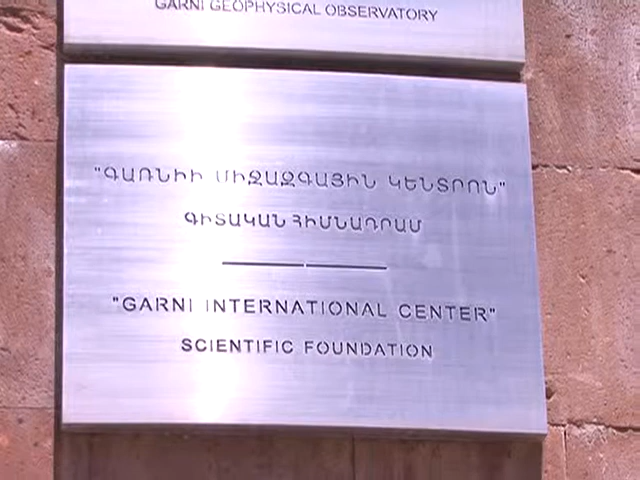 GARNI GEOPHYSICAL OBSERVATORY
"ԳԱՌՆԻԻ ՄԻՋԱԶԳԱՅԻՆ ԿԵՆՏՐՈՆ"
ԳԻՏԱԿԱՆ ՀԻՄՆԱԴՐԱՄ
"GARNI INTERNATIONAL CENTER"
SCIENTIFIC FOUNDATION